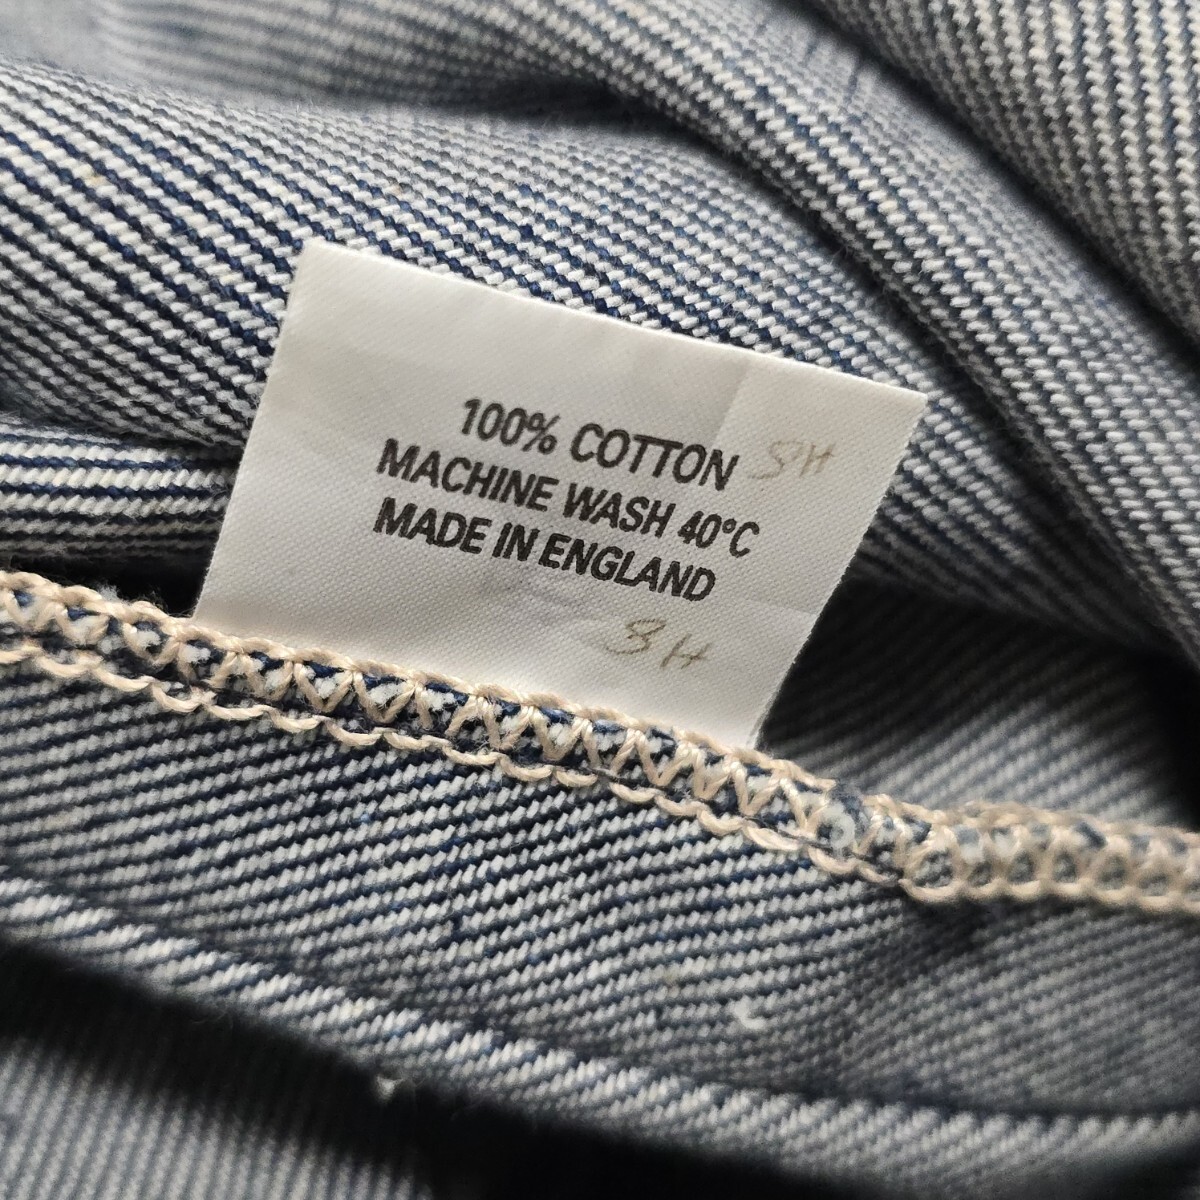 100% COTTON
MACHINE WASH 40°C
MADE IN ENGLAND